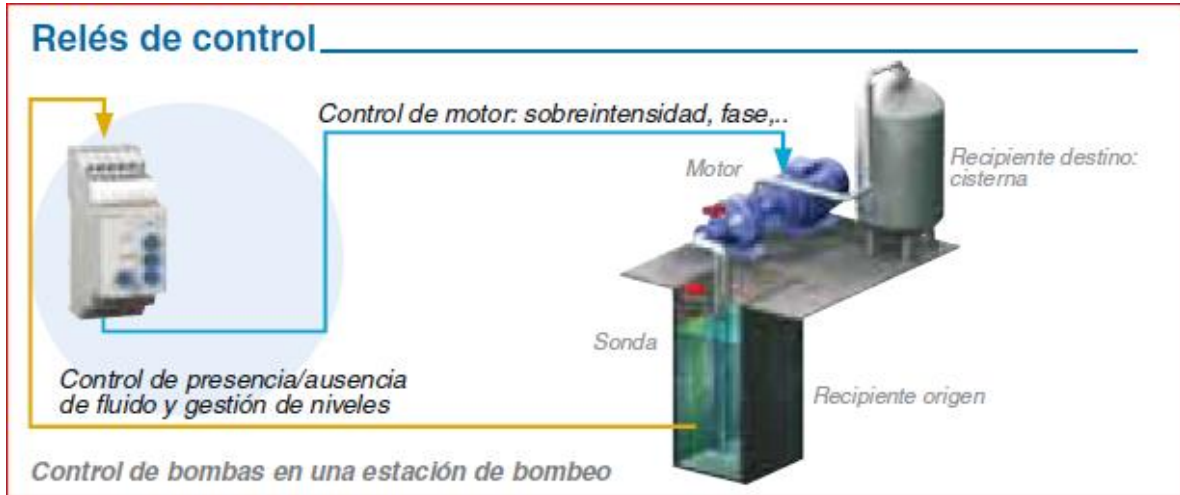 Relés de control
Control de motor: sobreintensidad, fase,..
Motor
Recipiente destino:
cisterna
Sonda
Control de presencia/ausencia
de fluido y gestión de niveles
Recipiente origen
Control de bombas en una estación de bombeo